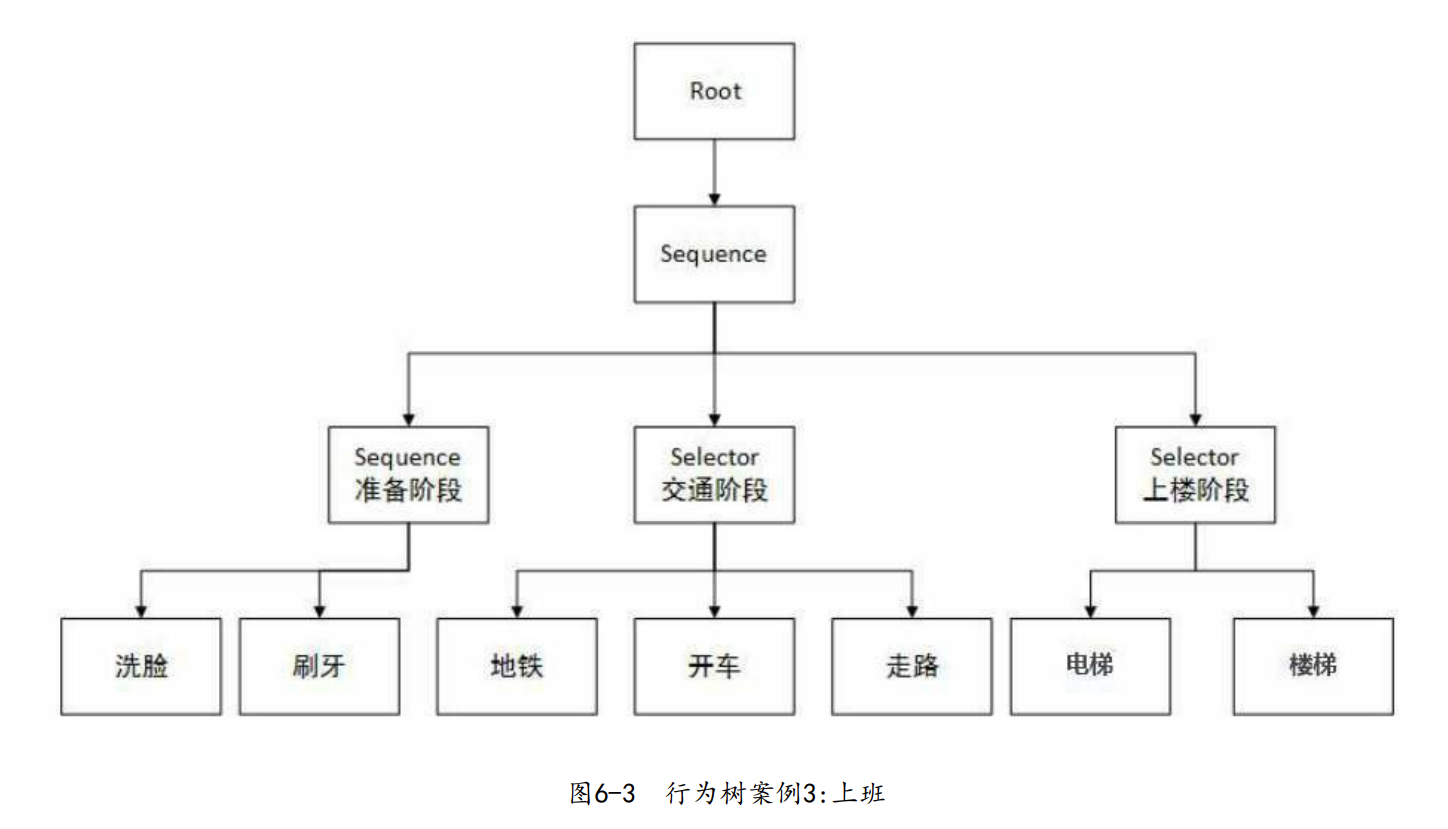 Root
Sequence
Sequence
准备阶段
Selector
交通阶段
Selector
上楼阶段
洗脸
刷牙
地铁
开车
走路
电梯
楼梯
图6-3 行为树案例3:上班